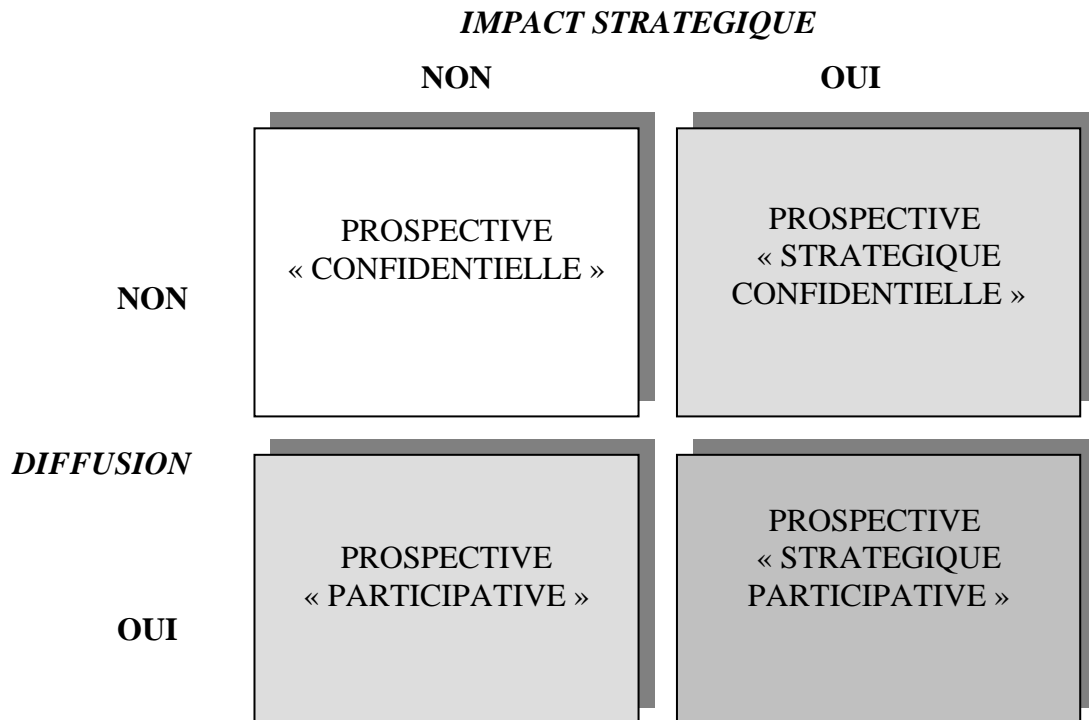 IMPACT STRATEGIQUE
NON OUI
PROSPECTIVE
« CONFIDENTIELLE »
PROSPECTIVE
« STRATEGIQUE
CONFIDENTIELLE »
NON
DIFFUSION
PROSPECTIVE
« PARTICIPATIVE »
PROSPECTIVE
« STRATEGIQUE
PARTICIPATIVE »
OUI